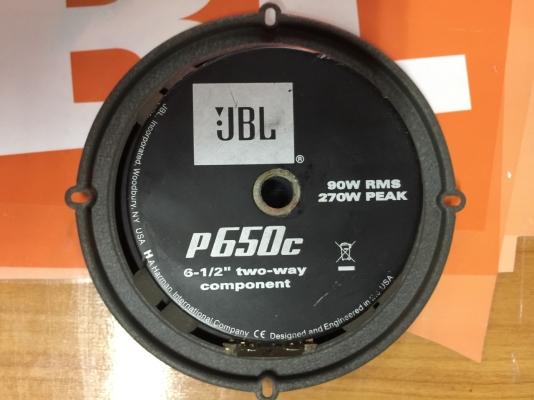 JBL
®
90W RMS
270W PEAK
P650c
6-1/2" two-way
component
JBL, Incorporated, Woodbury, NY USA
H A Harman International Company CE Designed and Engineered in the USA